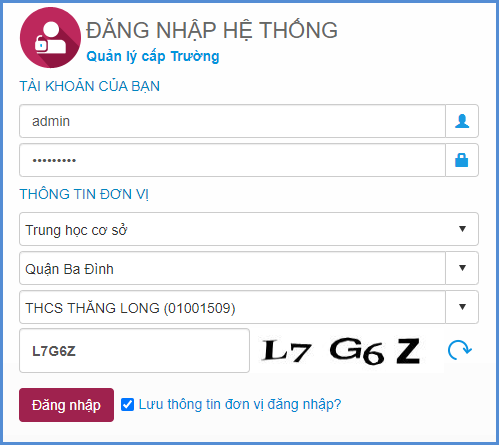 ĐĂNG NHẬP HỆ THỐNG
Quản lý cấp Trường
TÀI KHOẢN CỦA BẠN
admin
•••••••••
THÔNG TIN ĐƠN VỊ
Trung học cơ sở
Quận Ba Đình
THCS THĂNG LONG (01001509)
L7G6Z L7 G6 Z
Đăng nhập Lưu thông tin đơn vị đăng nhập?